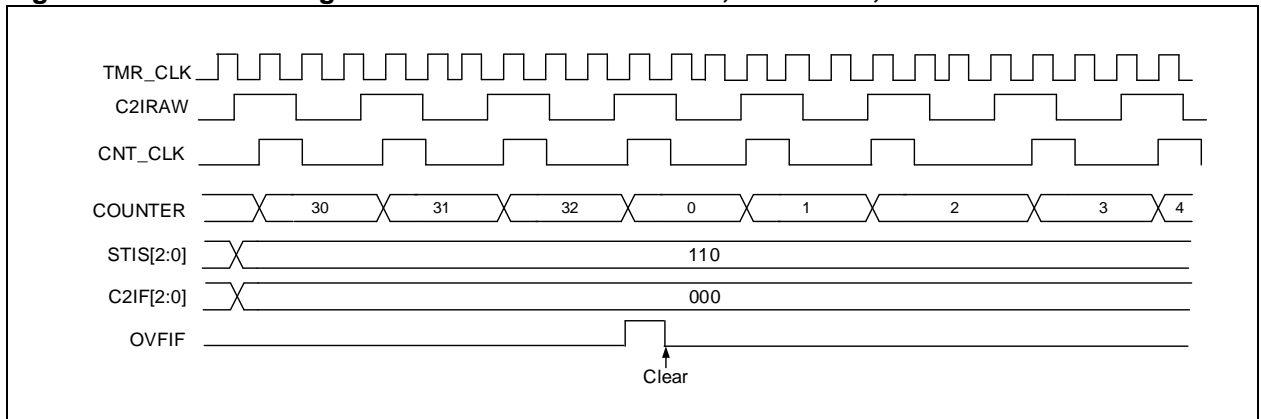 TMR_CLK
C2IRAW
CNT_CLK
COUNTER 30 31 32 0 1 2 3 4
STIS[2:0] 110
C2IF[2:0] 000
OVFIF
Clear